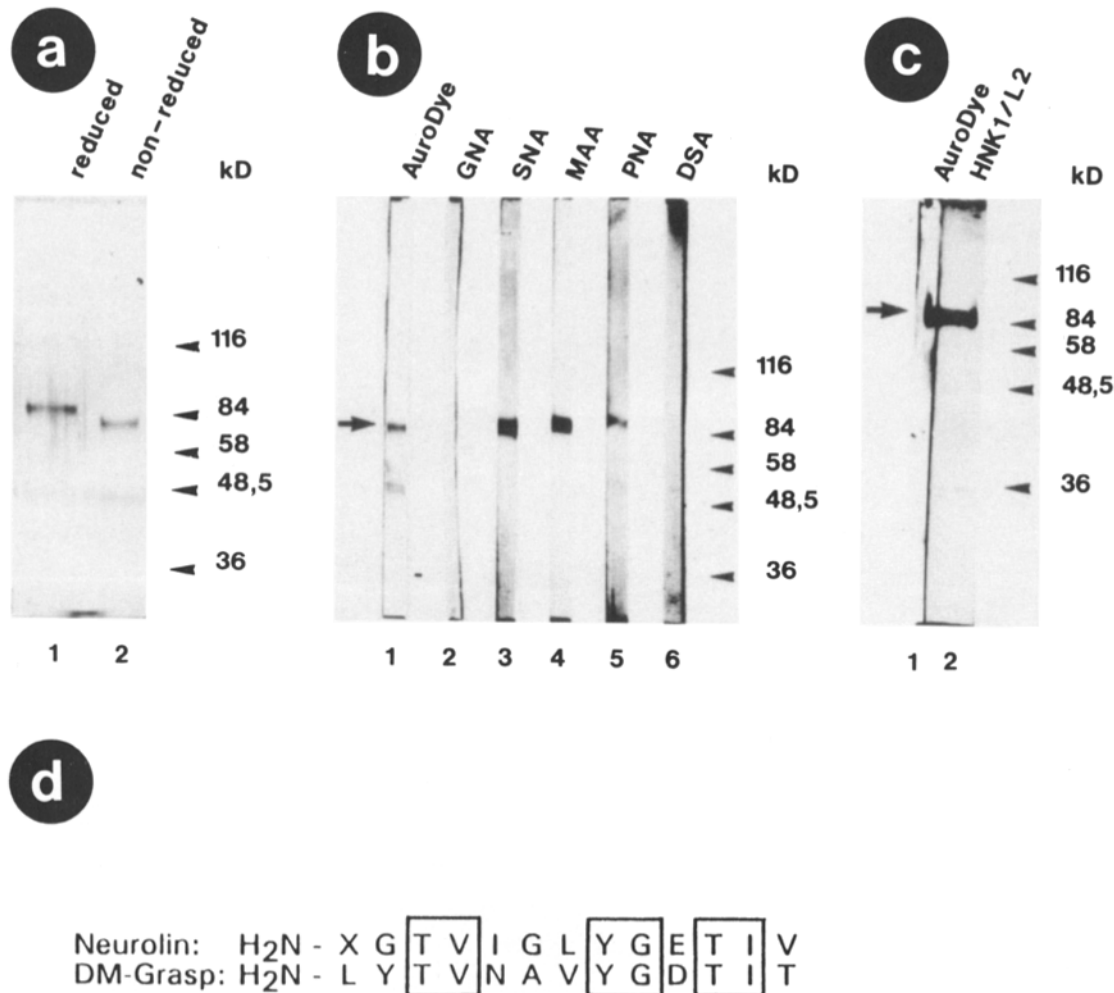 a
reduced
non-reduced
kD
116
84
58
48,5
36
1 2
b
AuroDye
GNA
SNA
MAA
PNA
DSA
kD
116
84
58
48,5
36
1 2 3 4 5 6
c
AuroDye
HNK1/L2
kD
116
84
58
48,5
36
1 2
d
Neurolin: H2N - X G T V I G L Y G E T I V
DM-Grasp: H2N - L Y T V N A V Y G D T I T